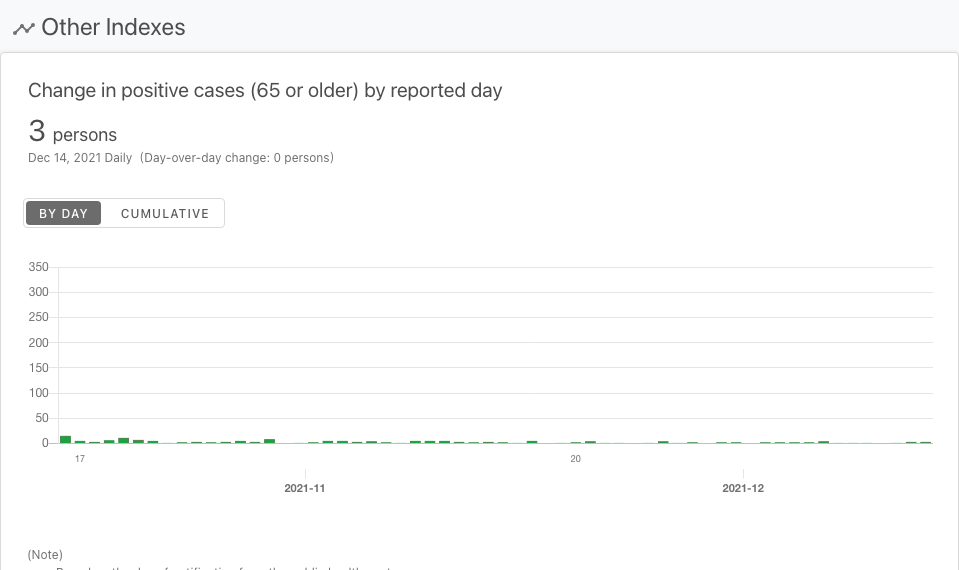 Other Indexes
Change in positive cases (65 or older) by reported day
3 persons
Dec 14, 2021 Daily (Day-over-day change: 0 persons)
BY DAY CUMULATIVE
350
300
250
200
150
100
50
0
17 20
2021-11 2021-12
(Note)